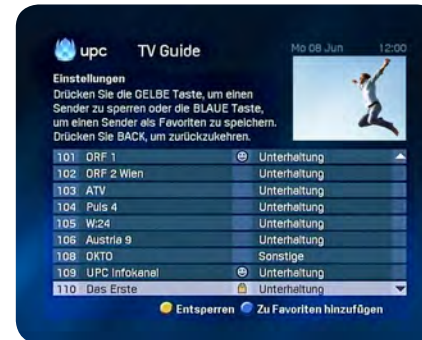 upc TV Guide Mo 08 Jun 12:00
Einstellungen
Drücken Sie die GELBE Taste, um einen
Sender zu sperren oder die BLAUE Taste,
um einen Sender als Favoriten zu speichern.
Drücken Sie BACK, um zurückzukehren.
101 ORF 1 Unterhaltung
102 ORF 2 Wien Unterhaltung
103 ATV Unterhaltung
104 Puls 4 Unterhaltung
105 W:24 Unterhaltung
106 Austria 9 Unterhaltung
108 OKTO Sonstige
109 UPC Infokanal Unterhaltung
110 Das Erste Unterhaltung
Entsperren Zu Favoriten hinzufügen